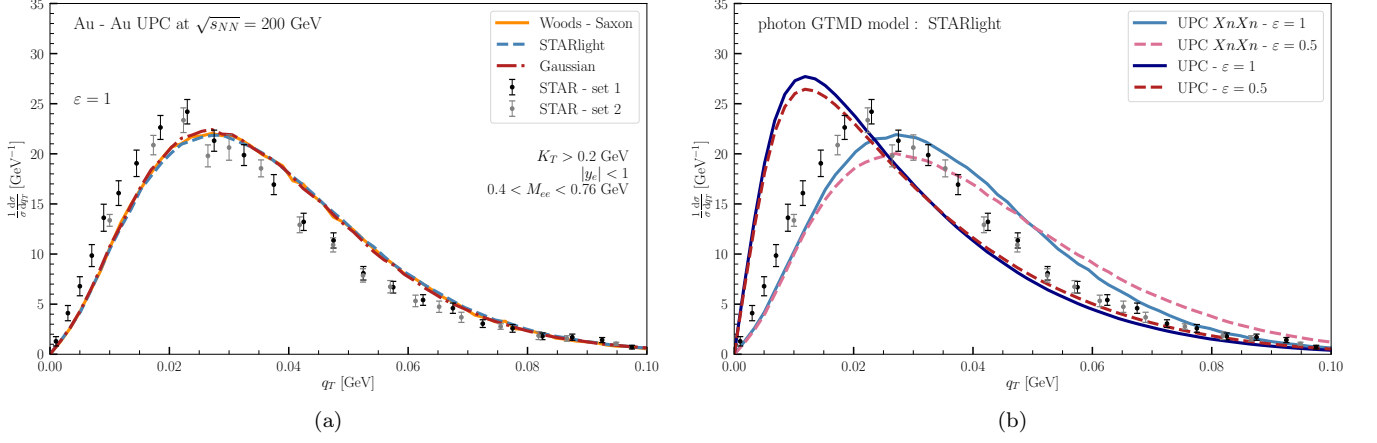 Au - Au UPC at √s_NN = 200 GeV
ε = 1
Woods - Saxon
STARlight
Gaussian
STAR - set 1
STAR - set 2
K_T > 0.2 GeV
|y_e| < 1
0.4 < M_ee < 0.76 GeV
35
30
25
20
15
10
5
0
1/σ dσ/dq_T [GeV⁻¹]
0.00 0.02 0.04 0.06 0.08 0.10
q_T [GeV]
(a)
photon GTMD model : STARlight
UPC XnXn - ε = 1
UPC XnXn - ε = 0.5
UPC - ε = 1
UPC - ε = 0.5
35
30
25
20
15
10
5
0
1/σ dσ/dq_T [GeV⁻¹]
0.00 0.02 0.04 0.06 0.08 0.10
q_T [GeV]
(b)